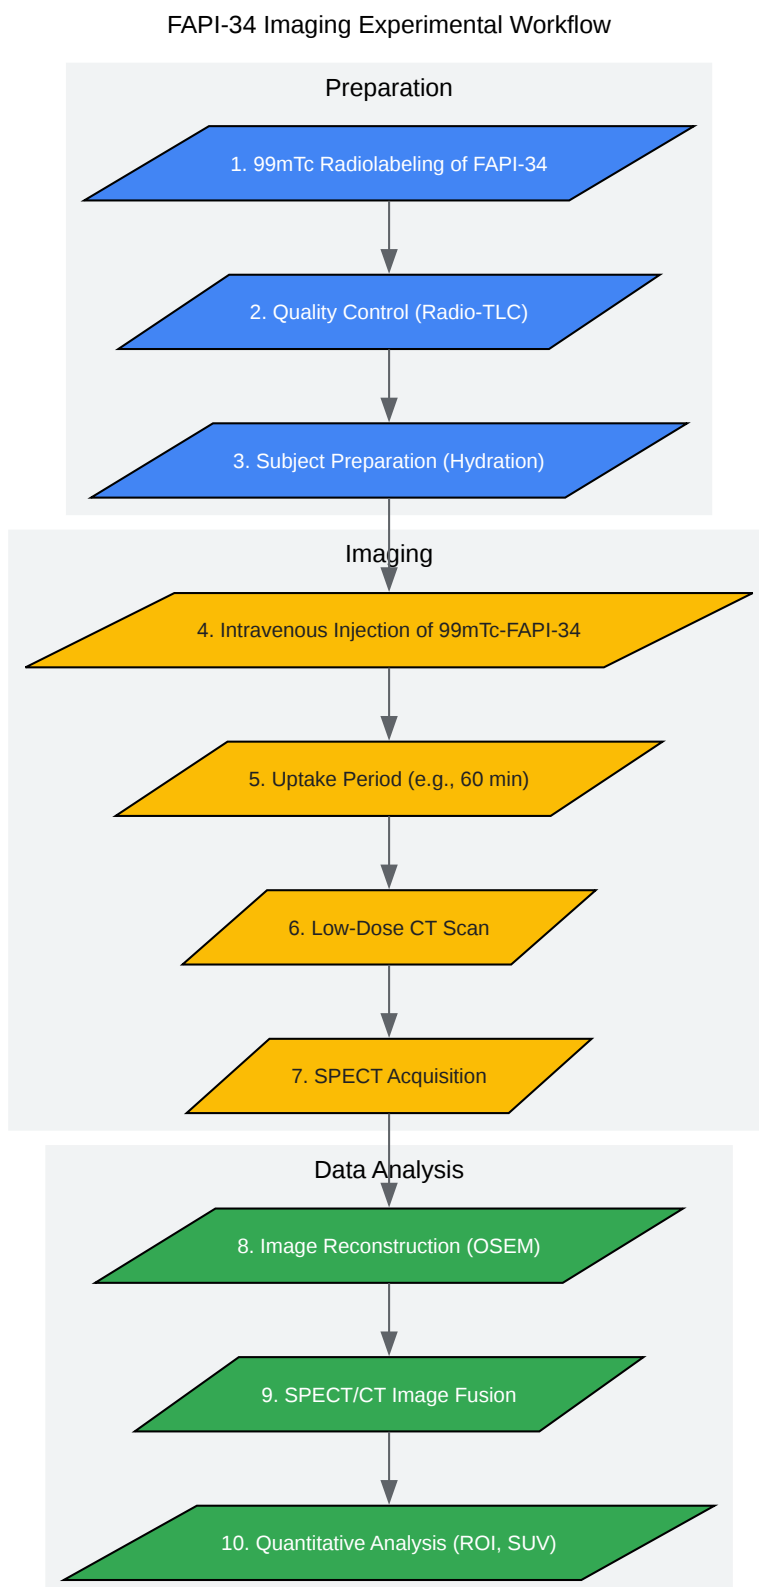 FAPI-34 Imaging Experimental Workflow
Preparation
1. 99mTc Radiolabeling of FAPI-34
2. Quality Control (Radio-TLC)
3. Subject Preparation (Hydration)
Imaging
4. Intravenous Injection of 99mTc-FAPI-34
5. Uptake Period (e.g., 60 min)
6. Low-Dose CT Scan
7. SPECT Acquisition
Data Analysis
8. Image Reconstruction (OSEM)
9. SPECT/CT Image Fusion
10. Quantitative Analysis (ROI, SUV)